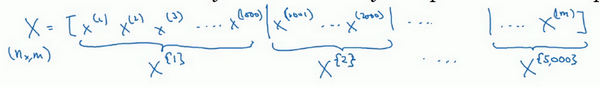 X = [ x^(1) x^(2) x^(3) .... x^(1000) | x^(1001) ... x^(2000) | .... | .... x^(m) ]
(n_x, m) X^{1} X^{2} .... X^{5,000}